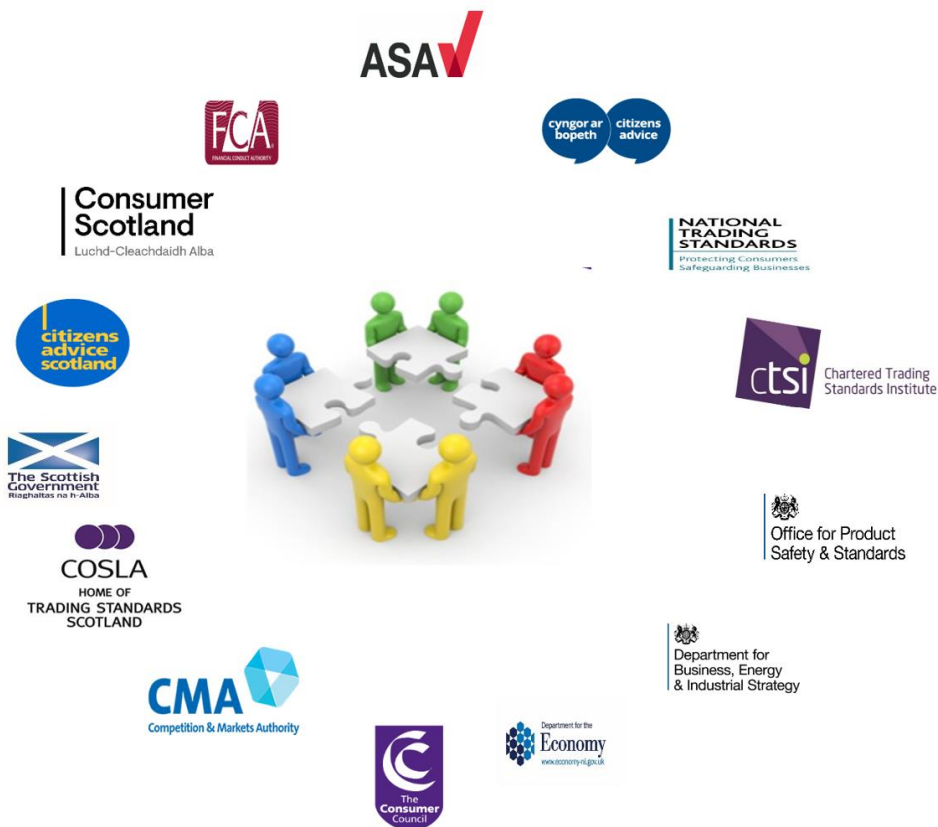 ASA
FCA
FINANCIAL CONDUCT AUTHORITY
cyngor ar
bopeth
citizens
advice
Consumer
Scotland
Luchd-Cleachdaidh Alba
NATIONAL
TRADING
STANDARDS
Protecting Consumers
Safeguarding Businesses
citizens
advice
scotland
ctsi
Chartered Trading
Standards Institute
The Scottish
Government
Riaghaltas na h-Alba
Office for Product
Safety & Standards
COSLA
HOME OF
TRADING STANDARDS
SCOTLAND
Department for
Business, Energy
& Industrial Strategy
CMA
Competition & Markets Authority
Department for the
Economy
www.economy-ni.gov.uk
The
Consumer
Council